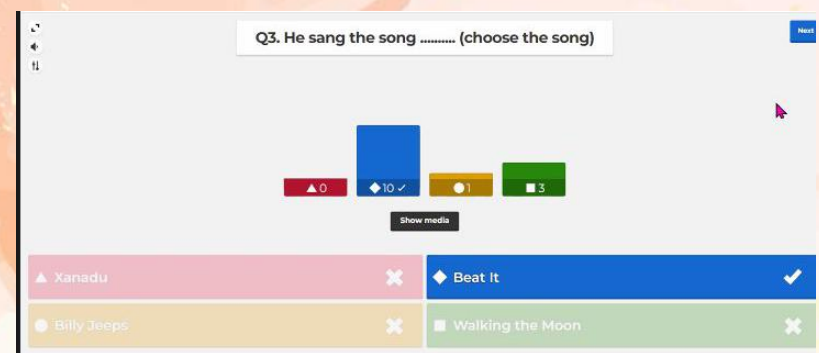 Q3. He sang the song .......... (choose the song)
Next
0
10
1
3
Show media
Xanadu
Beat It
Billy Jeeps
Walking the Moon